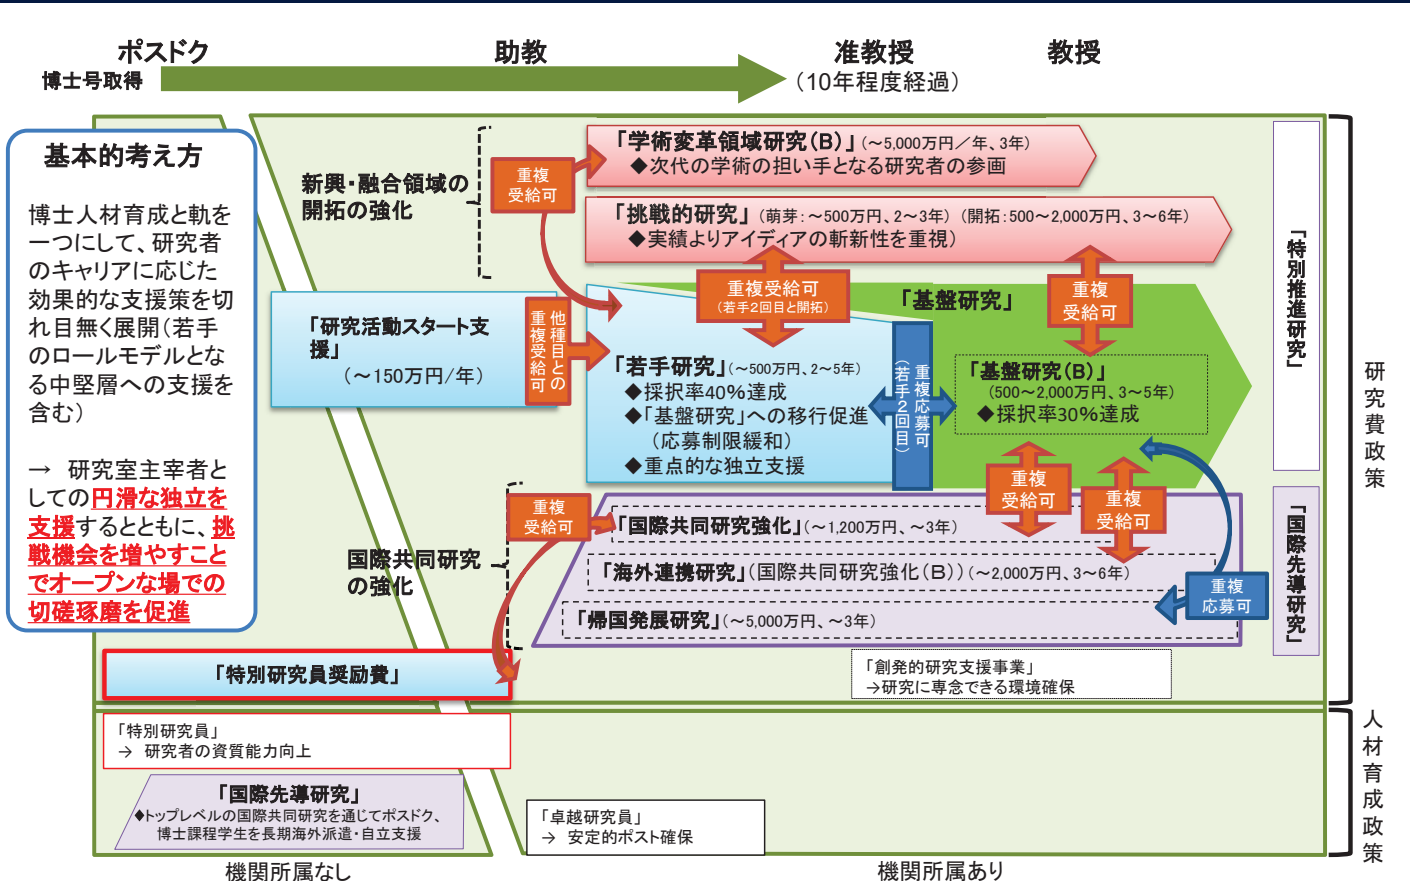 ポスドク
助教
准教授
教授
博士号取得
（10年程度経過）
基本的考え方
博士人材育成と軌を
一つにして、研究者
のキャリアに応じた
効果的な支援策を切
れ目無く展開（若手
のロールモデルとな
る中堅層への支援を
含む）
→ 研究室主宰者と
しての円滑な独立を
支援するとともに、挑
戦機会を増やすこと
でオープンな場での
切磋琢磨を促進
新興・融合領域の
開拓の強化
重複
受給可
「学術変革領域研究（B）」（～5,000万円／年、3年）
◆次代の学術の担い手となる研究者の参画
「挑戦的研究」（萌芽：～500万円、2～3年）（開拓：500～2,000万円、3～6年）
◆実績よりアイディアの斬新性を重視）
重複受給可
（若手２回目と開拓）
「基盤研究」
重複
受給可
「研究活動スタート支
援」
（～150万円/年）
他種目との
重複受給可
「若手研究」（～500万円、2～5年）
◆採択率40％達成
◆「基盤研究」への移行促進
（応募制限緩和）
◆重点的な独立支援
重複応募可
（若手２回目）
「基盤研究（B）」
（500～2,000万円、3～5年）
◆採択率30％達成
「特別推進研究」
研究費政策
重複
受給可
重複
受給可
国際共同研究
の強化
重複
受給可
「国際共同研究強化」（～1,200万円、～3年）
「海外連携研究」（国際共同研究強化（B））（～2,000万円、3～6年）
「帰国発展研究」（～5,000万円、～3年）
重複
応募可
「国際先導研究」
「特別研究員奨励費」
「創発的研究支援事業」
→研究に専念できる環境確保
「特別研究員」
→ 研究者の資質能力向上
「国際先導研究」
◆トップレベルの国際共同研究を通じてポスドク、
博士課程学生を長期海外派遣・自立支援
「卓越研究員」
→ 安定的ポスト確保
人材育成政策
機関所属なし
機関所属あり